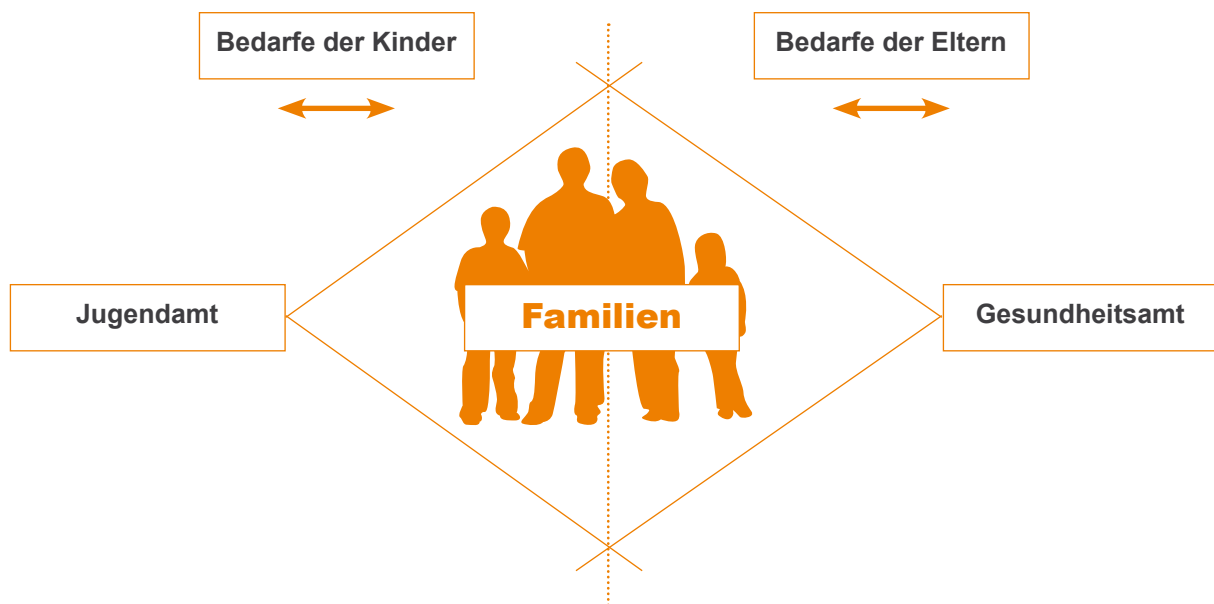 Bedarfe der Kinder
Bedarfe der Eltern
Jugendamt
Familien
Gesundheitsamt